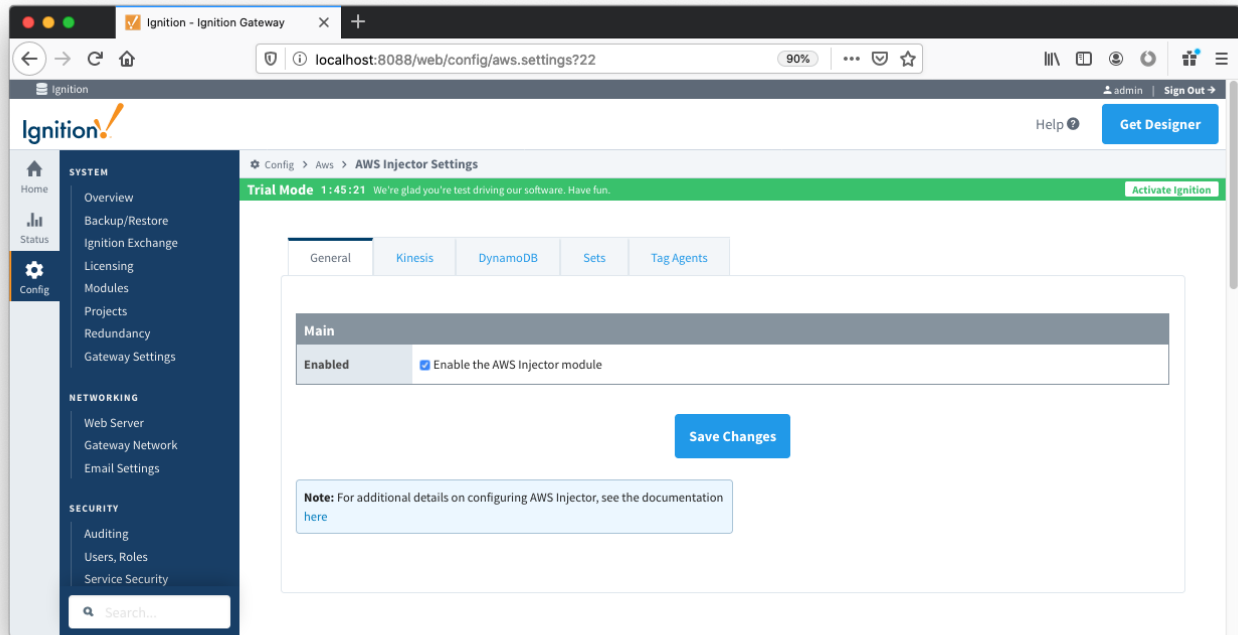 Ignition - Ignition Gateway
localhost:8088/web/config/aws.settings?22
90%
Ignition
admin | Sign Out
Ignition!
Help
Get Designer
Home
Status
Config
SYSTEM
Overview
Backup/Restore
Ignition Exchange
Licensing
Modules
Projects
Redundancy
Gateway Settings
NETWORKING
Web Server
Gateway Network
Email Settings
SECURITY
Auditing
Users, Roles
Service Security
Search...
Config > Aws > AWS Injector Settings
Trial Mode 1:45:21 We're glad you're test driving our software. Have fun.
Activate Ignition
General Kinesis DynamoDB Sets Tag Agents
Main
Enabled Enable the AWS Injector module
Save Changes
Note: For additional details on configuring AWS Injector, see the documentation
here